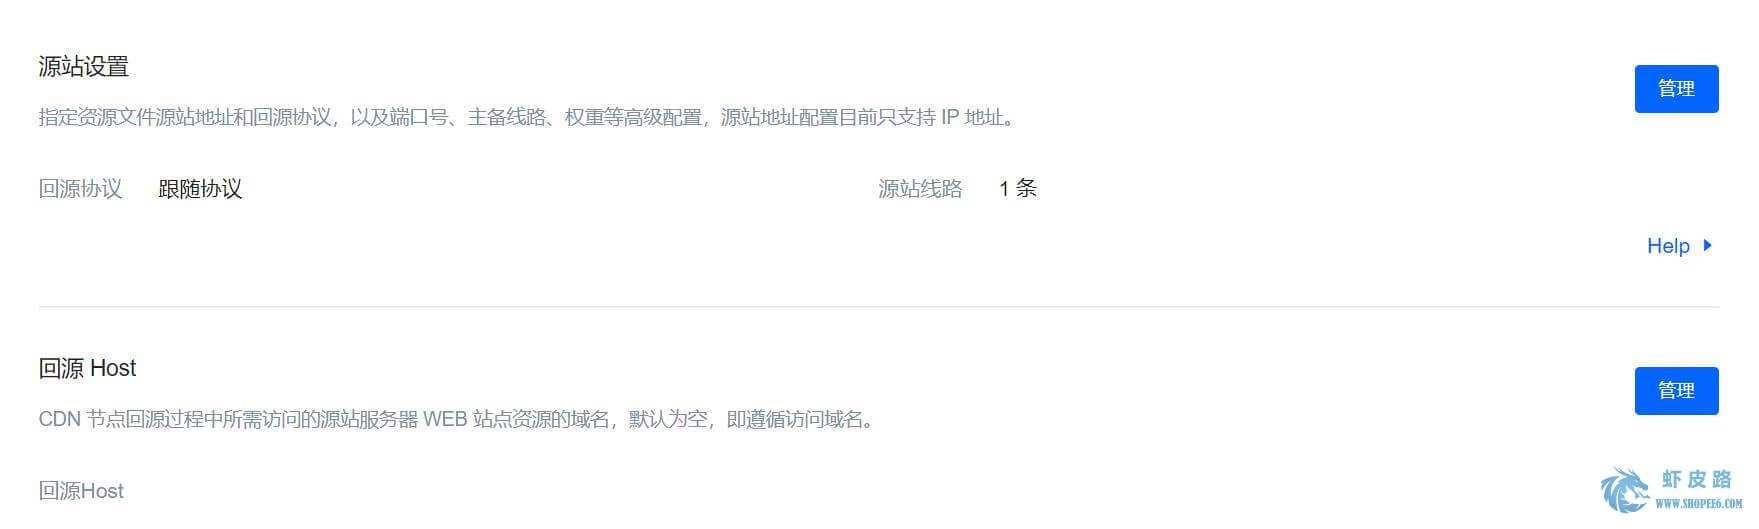 源站设置
管理
指定资源文件源站地址和回源协议，以及端口号、主备线路、权重等高级配置，源站地址配置目前只支持 IP 地址。
回源协议 跟随协议 源站线路 1 条
Help
回源 Host
管理
CDN 节点回源过程中所需访问的源站服务器 WEB 站点资源的域名，默认为空，即遵循访问域名。
回源Host
虾皮路
WWW.SHOPEE6.COM